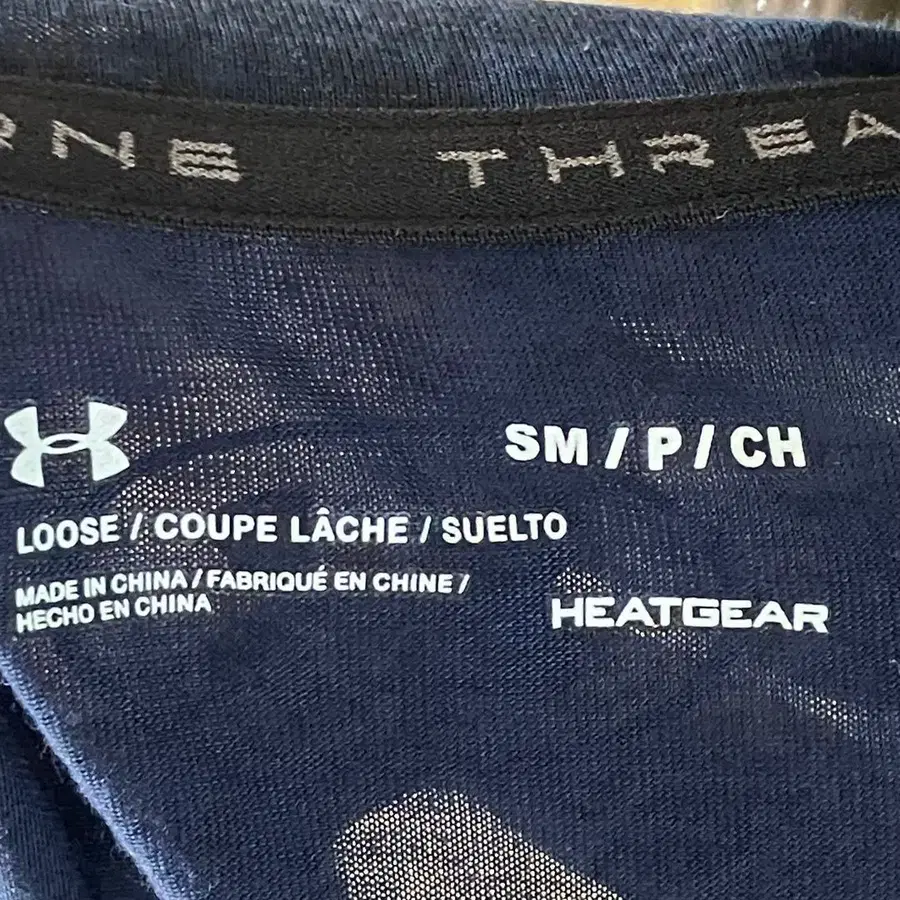 RNE THREA
SM / P / CH
LOOSE / COUPE LÂCHE / SUELTO
MADE IN CHINA / FABRIQUÉ EN CHINE /
HECHO EN CHINA
HEATGEAR